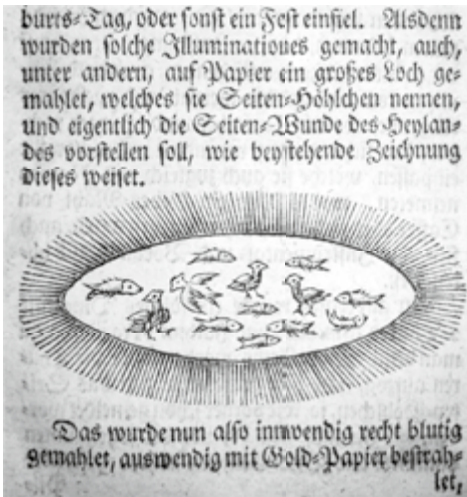 burts-Tag, oder sonst ein Fest einfiel. Alsdenn
wurden solche Illuminatioues gemacht, auch,
unter andern, auf Papier ein großes Loch ge-
mahlet, welches sie Seiten-Höhlchen nennen,
und eigentlich die Seiten-Wunde des Heylan-
des vorstellen soll, wie beystehende Zeichnung
dieses weiset.
Das wurde nun also innwendig recht blutig
gemahlet, auswendig mit Gold-Papier bestrah-
let,